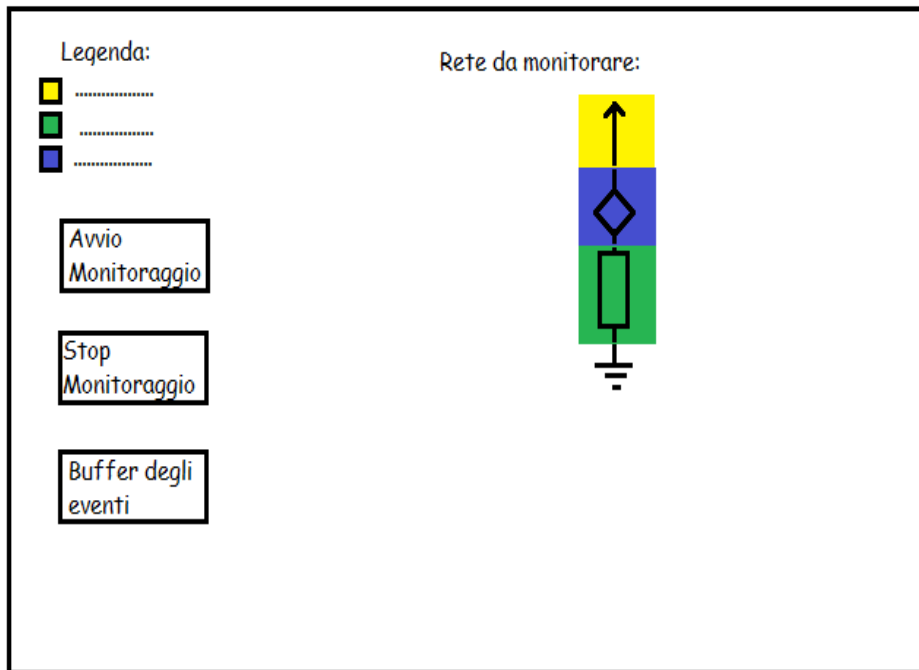 Legenda:
..................
.................
..................
Rete da monitorare:
Avvio
Monitoraggio
Stop
Monitoraggio
Buffer degli
eventi